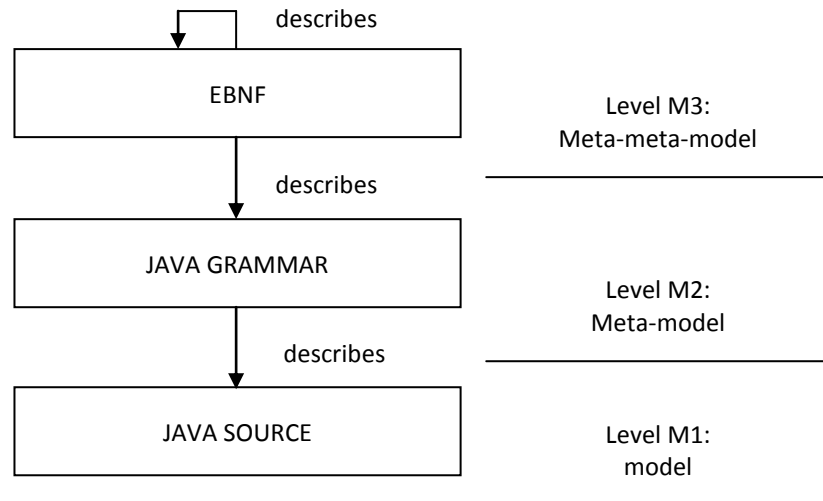 describes
EBNF
Level M3:
Meta-meta-model
describes
JAVA GRAMMAR
Level M2:
Meta-model
describes
JAVA SOURCE
Level M1:
model